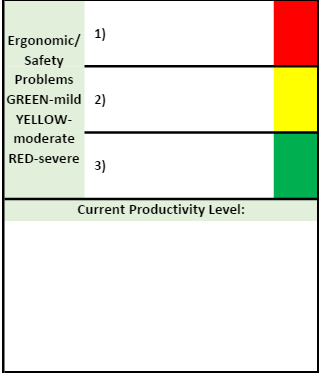 Ergonomic/
Safety
Problems
GREEN-mild
YELLOW-
moderate
RED-severe
1)
2)
3)
Current Productivity Level: